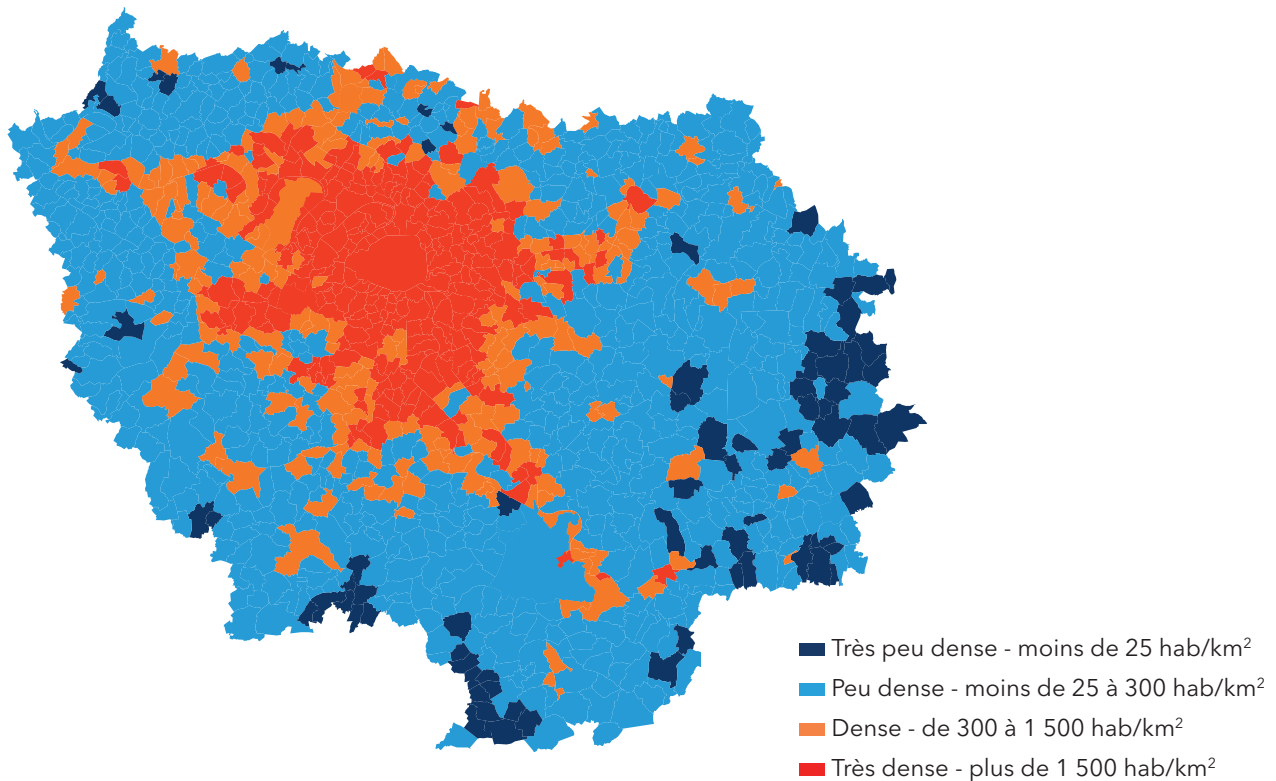 Très peu dense - moins de 25 hab/km²
Peu dense - moins de 25 à 300 hab/km²
Dense - de 300 à 1 500 hab/km²
Très dense - plus de 1 500 hab/km²